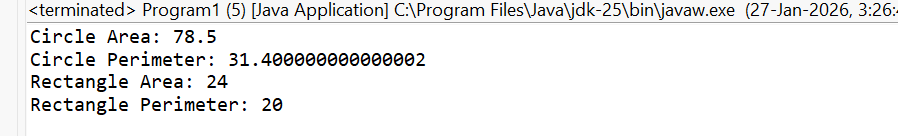 <terminated> Program1 (5) [Java Application] C:\Program Files\Java\jdk-25\bin\javaw.exe (27-Jan-2026, 3:26:
Circle Area: 78.5
Circle Perimeter: 31.400000000000002
Rectangle Area: 24
Rectangle Perimeter: 20